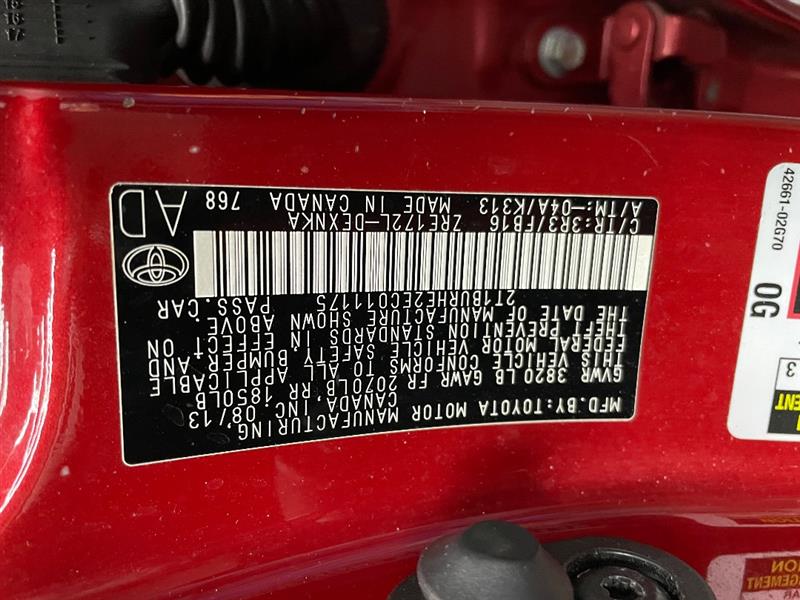 MFD.BY:TOYOTA MOTOR MANUFACTURING
CANADA, INC. 08/13
GVWR 3820 LB GAWR FR 2070LB, RR 1850LB
THIS VEHICLE CONFORMS TO ALL APPLICABLE
FEDERAL MOTOR VEHICLE SAFETY BUMPER AND
THEFT PREVENTION STANDARDS IN EFFECT ON
THE DATE OF MANUFACTURE SHOWN ABOVE.
2T1BURHE2EC011175 PASS.CAR
C/TR:3R3/FB16 ZRE172L-DEXNKA
A/TM:-04A/K313 MADE IN CANADA 768
AD
42661-02G70
0G